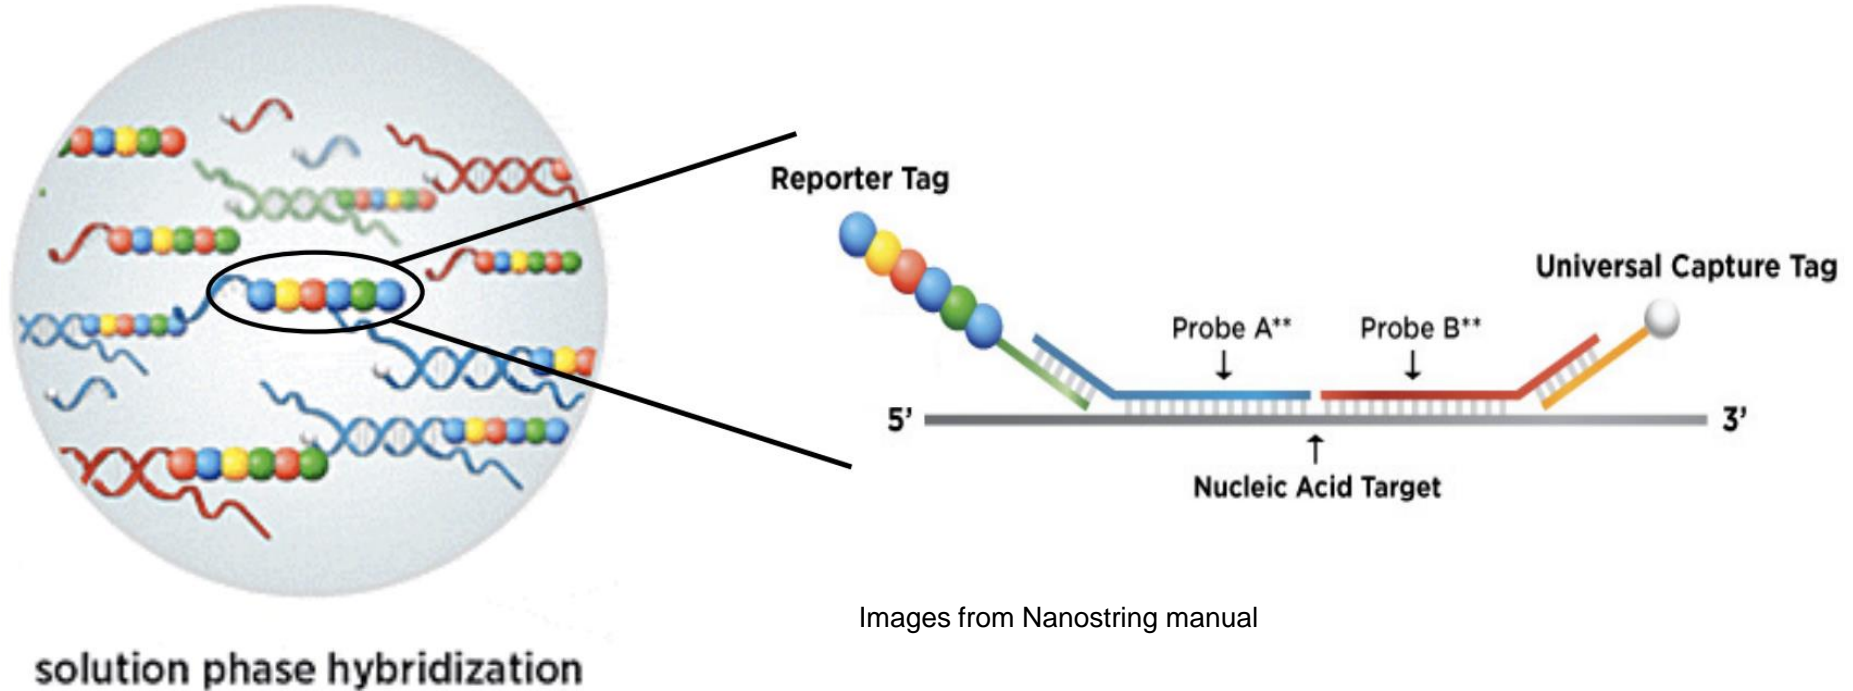 Reporter Tag
Universal Capture Tag
Probe A**
Probe B**
5’
3’
Nucleic Acid Target
Images from Nanostring manual
solution phase hybridization